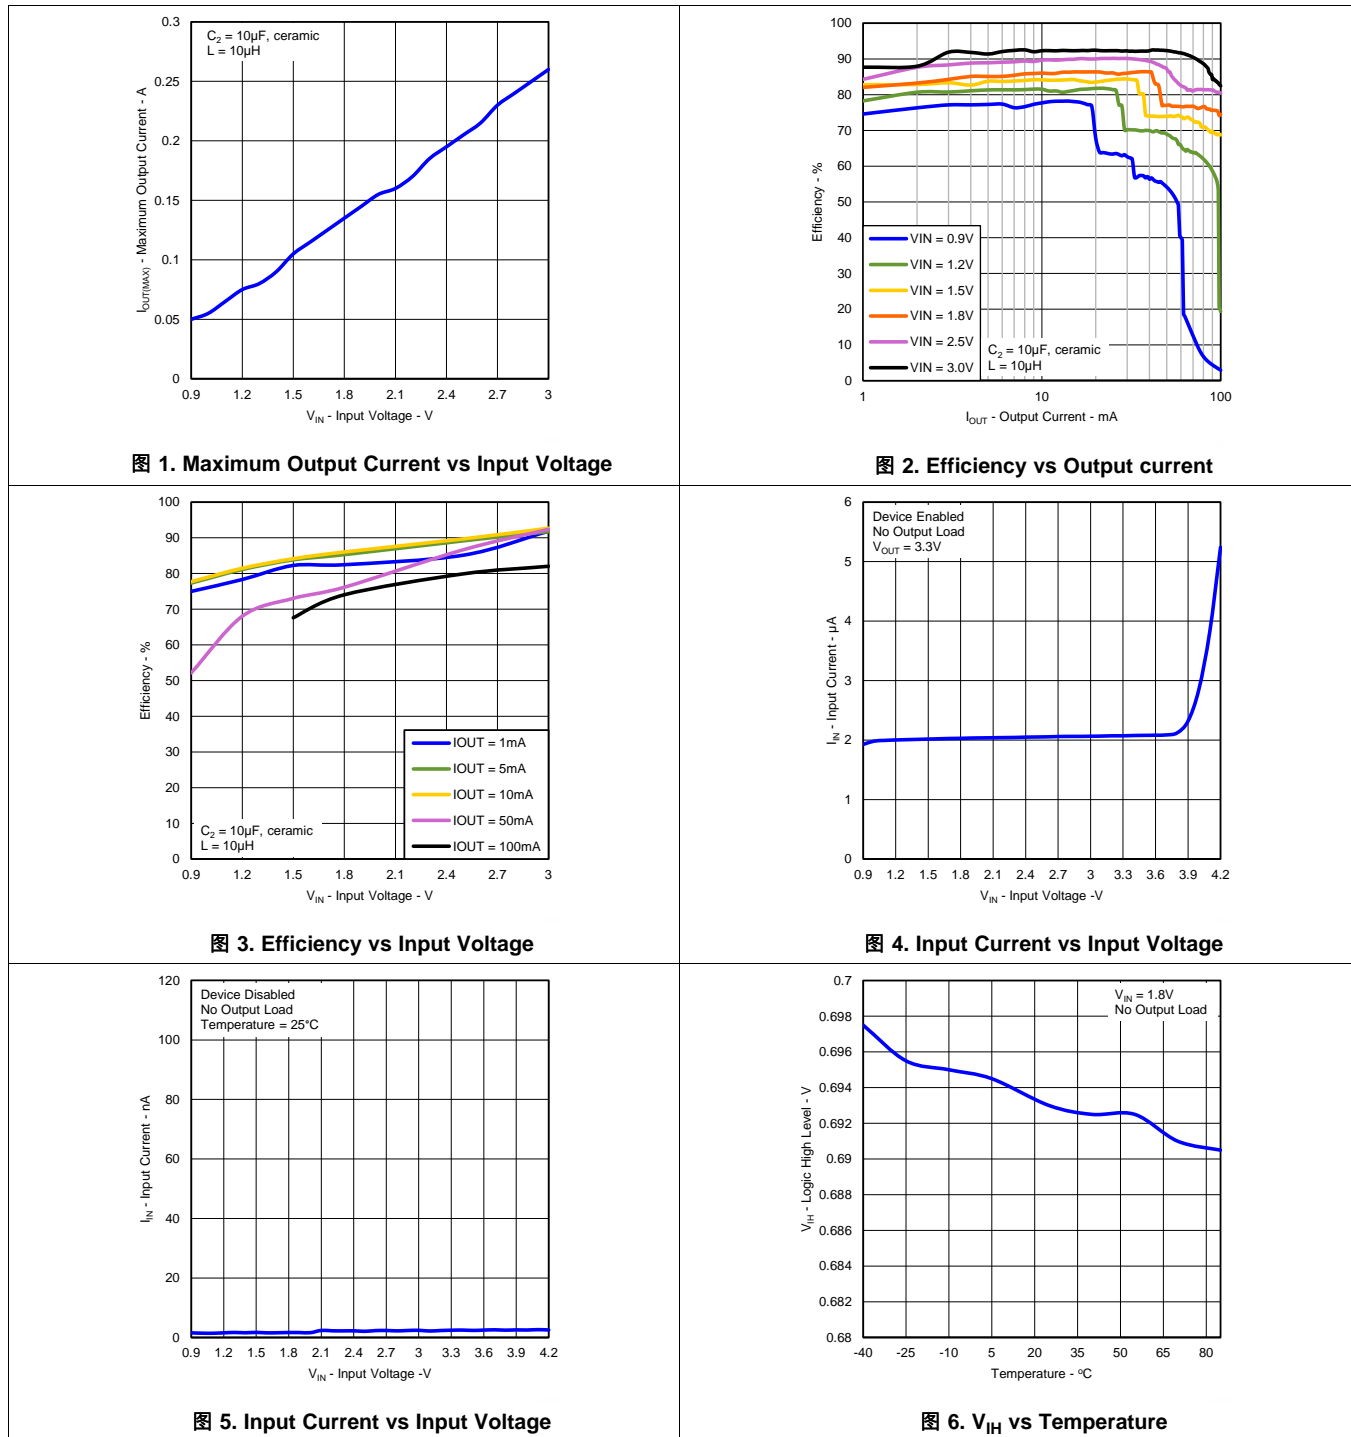 0.3
0.25
0.2
0.15
0.1
0.05
0
I_OUT(MAX) - Maximum Output Current - A
C₂ = 10µF, ceramic
L = 10µH
0.9 1.2 1.5 1.8 2.1 2.4 2.7 3
V_IN - Input Voltage - V
图 1. Maximum Output Current vs Input Voltage
100
90
80
70
60
50
40
30
20
10
0
Efficiency - %
VIN = 0.9V
VIN = 1.2V
VIN = 1.5V
VIN = 1.8V
VIN = 2.5V
VIN = 3.0V
C₂ = 10µF, ceramic
L = 10µH
1 10 100
I_OUT - Output Current - mA
图 2. Efficiency vs Output current
100
90
80
70
60
50
40
30
20
10
0
Efficiency - %
IOUT = 1mA
IOUT = 5mA
IOUT = 10mA
IOUT = 50mA
IOUT = 100mA
C₂ = 10µF, ceramic
L = 10µH
0.9 1.2 1.5 1.8 2.1 2.4 2.7 3
V_IN - Input Voltage - V
图 3. Efficiency vs Input Voltage
6
5
4
3
2
1
0
I_IN - Input Current - µA
Device Enabled
No Output Load
V_OUT = 3.3V
0.9 1.2 1.5 1.8 2.1 2.4 2.7 3 3.3 3.6 3.9 4.2
V_IN - Input Voltage -V
图 4. Input Current vs Input Voltage
120
100
80
60
40
20
0
I_IN - Input Current - nA
Device Disabled
No Output Load
Temperature = 25°C
0.9 1.2 1.5 1.8 2.1 2.4 2.7 3 3.3 3.6 3.9 4.2
V_IN - Input Voltage -V
图 5. Input Current vs Input Voltage
0.7
0.698
0.696
0.694
0.692
0.69
0.688
0.686
0.684
0.682
0.68
V_IH - Logic High Level - V
V_IN = 1.8V
No Output Load
-40 -25 -10 5 20 35 50 65 80
Temperature - ºC
图 6. V_IH vs Temperature